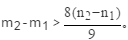 m₂-m₁ > 8(n₂-n₁)/9。